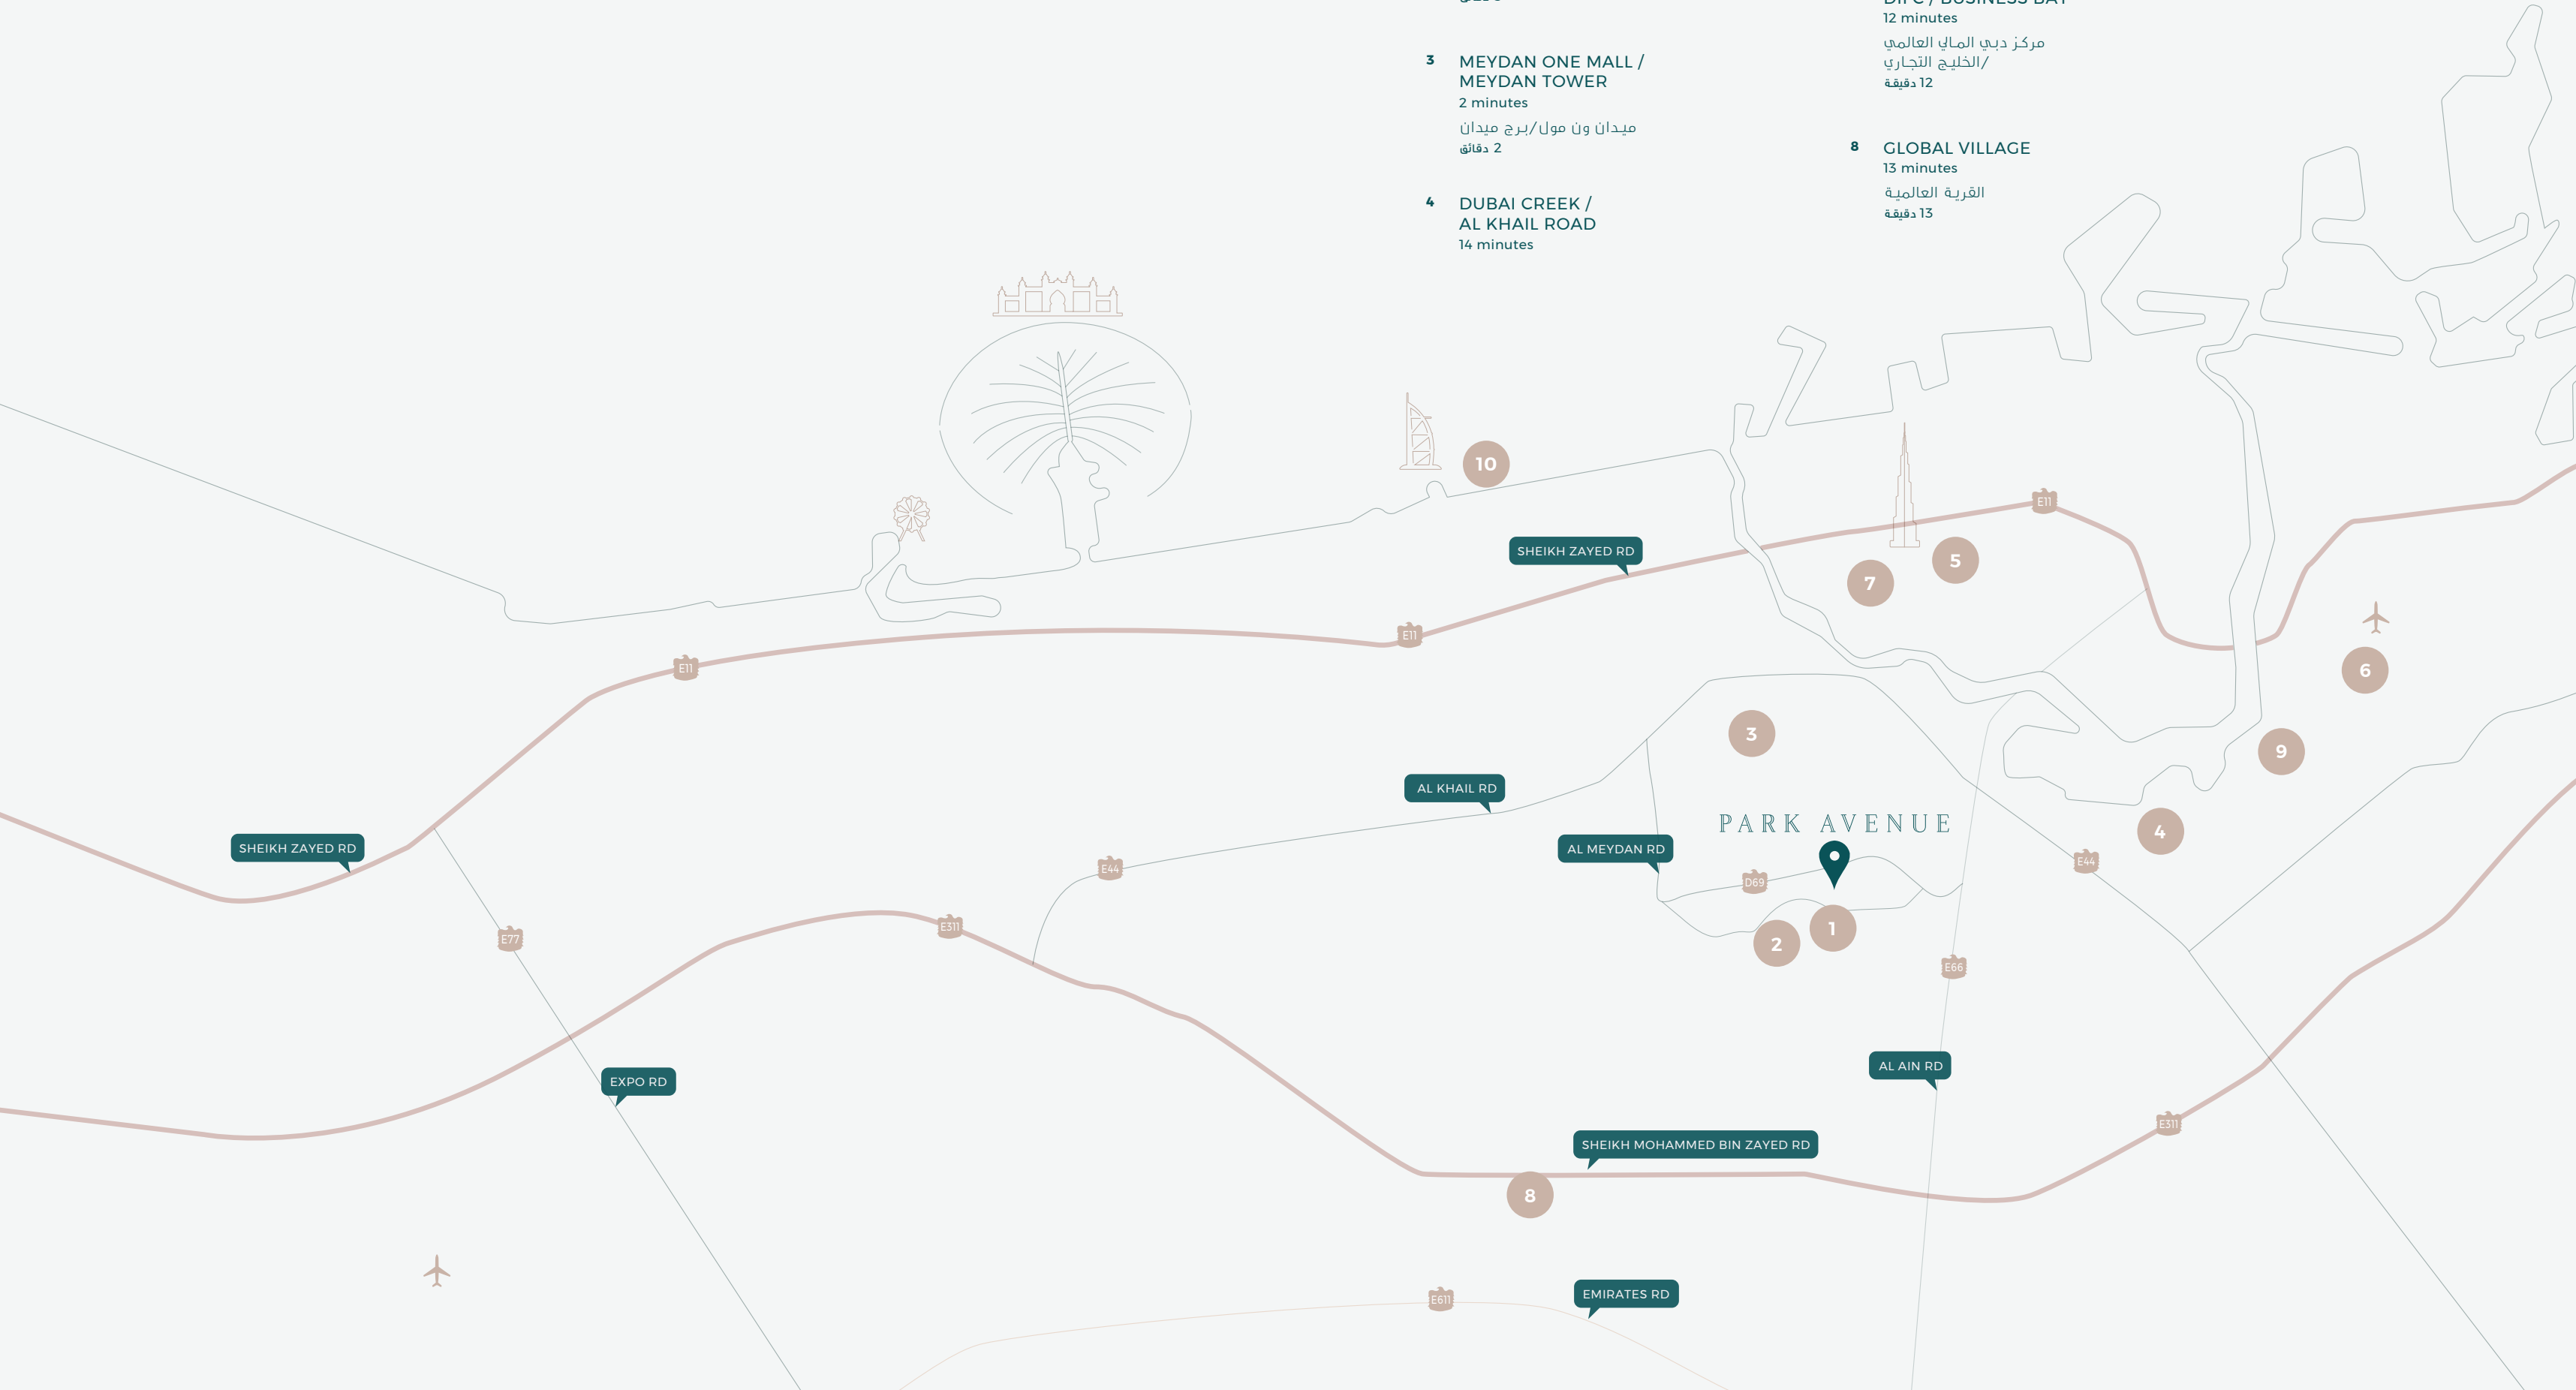 3 MEYDAN ONE MALL /
MEYDAN TOWER
2 minutes
ميدان ون مول/برج ميدان
2 دقائق
4 DUBAI CREEK /
AL KHAIL ROAD
14 minutes
DIFC / BUSINESS BAY
12 minutes
مركز دبي المالي العالمي
/الخليج التجاري
12 دقيقة
8 GLOBAL VILLAGE
13 minutes
القرية العالمية
13 دقيقة
10
E11
SHEIKH ZAYED RD
5
7
E11
6
E11
3
9
AL KHAIL RD
PARK AVENUE
4
SHEIKH ZAYED RD
AL MEYDAN RD
E44
E44
D69
E311
1
E77
2
E66
AL AIN RD
EXPO RD
E311
SHEIKH MOHAMMED BIN ZAYED RD
8
EMIRATES RD
E611